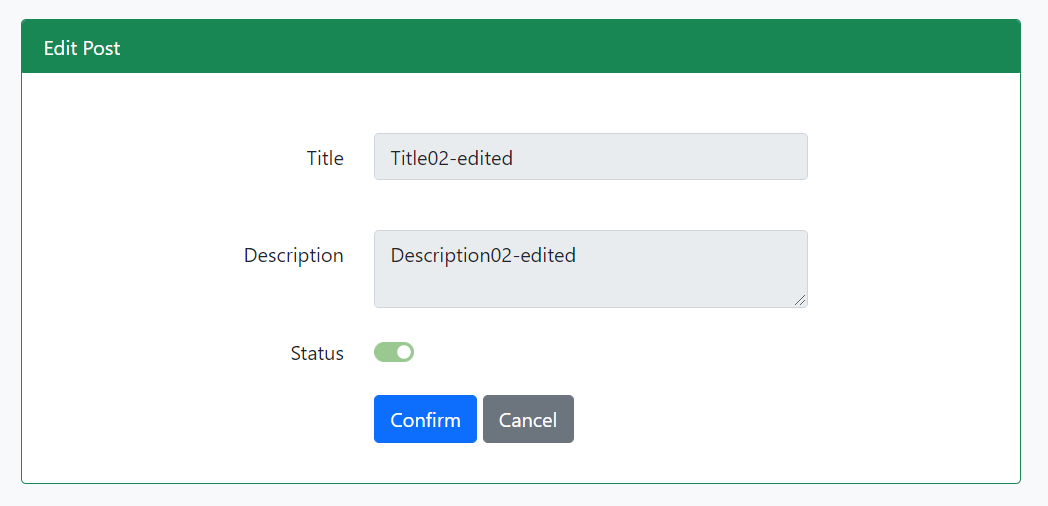 Edit Post
Title
Title02-edited
Description
Description02-edited
Status
Confirm
Cancel